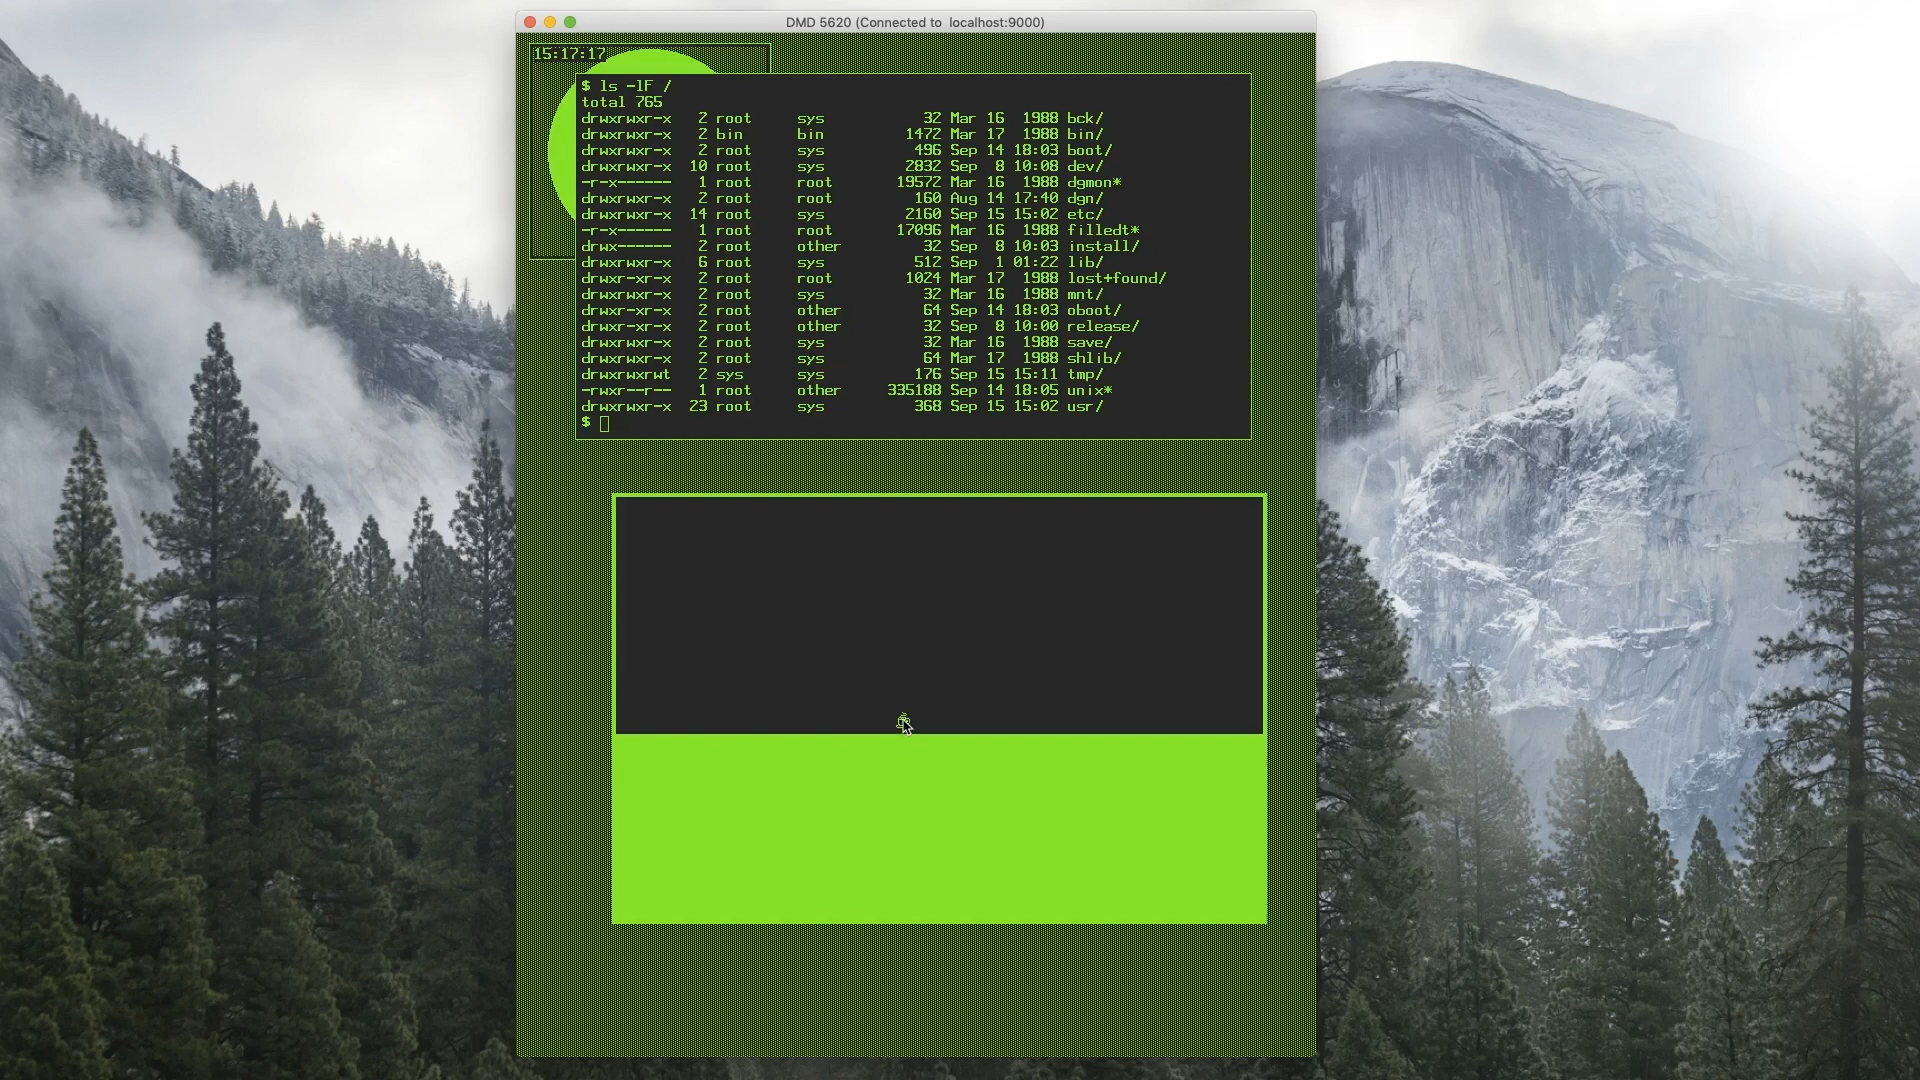 DMD 5620 (Connected to  localhost:9000)
15:17:17
$ ls -lF /
total 765
drwxrwxr-x   2 root     sys           32 Mar 16  1988 bck/
drwxrwxr-x   2 bin      bin         1472 Mar 17  1988 bin/
drwxrwxr-x   2 root     sys          496 Sep 14 18:03 boot/
drwxrwxr-x  10 root     sys         2832 Sep  8 10:08 dev/
-r-x------   1 root     root       19572 Mar 16  1988 dgmon*
drwxrwxr-x   2 root     root         160 Aug 14 17:40 dgn/
drwxrwxr-x  14 root     sys         2160 Sep 15 15:02 etc/
-r-x------   1 root     root       17096 Mar 16  1988 filledt*
drwx------   2 root     other         32 Sep  8 10:03 install/
drwxrwxr-x   6 root     sys          512 Sep  1 01:22 lib/
drwxr-xr-x   2 root     root        1024 Mar 17  1988 lost+found/
drwxrwxr-x   2 root     sys           32 Mar 16  1988 mnt/
drwxr-xr-x   2 root     other         64 Sep 14 18:03 oboot/
drwxr-xr-x   2 root     other         32 Sep  8 10:00 release/
drwxrwxr-x   2 root     sys           32 Mar 16  1988 save/
drwxrwxr-x   2 root     sys           64 Mar 17  1988 shlib/
drwxrwxrwt   2 sys      sys          176 Sep 15 15:11 tmp/
-rwxr--r--   1 root     other     335188 Sep 14 18:05 unix*
drwxrwxr-x  23 root     sys          368 Sep 15 15:02 usr/
$